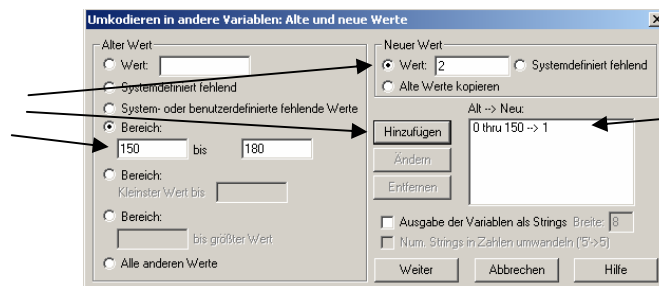 Umkodieren in andere Variablen: Alte und neue Werte
Alter Wert
Wert:
Systemdefiniert fehlend
System- oder benutzerdefinierte fehlende Werte
Bereich:
150 bis 180
Bereich:
Kleinster Wert bis
Bereich:
bis größter Wert
Alle anderen Werte
Neuer Wert
Wert: 2 Systemdefiniert fehlend
Alte Werte kopieren
Alt --> Neu:
Hinzufügen
0 thru 150 --> 1
Ändern
Entfernen
Ausgabe der Variablen als Strings Breite: 8
Num. Strings in Zahlen umwandeln ('5'->5)
Weiter Abbrechen Hilfe